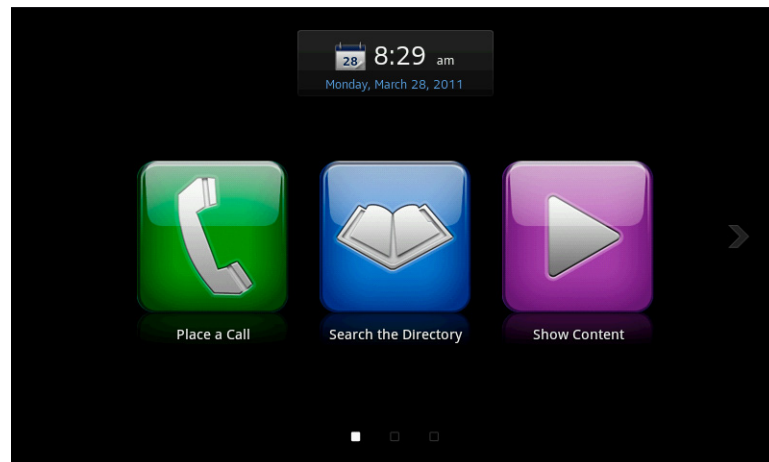 28 8:29 am
Monday, March 28, 2011
Place a Call Search the Directory Show Content